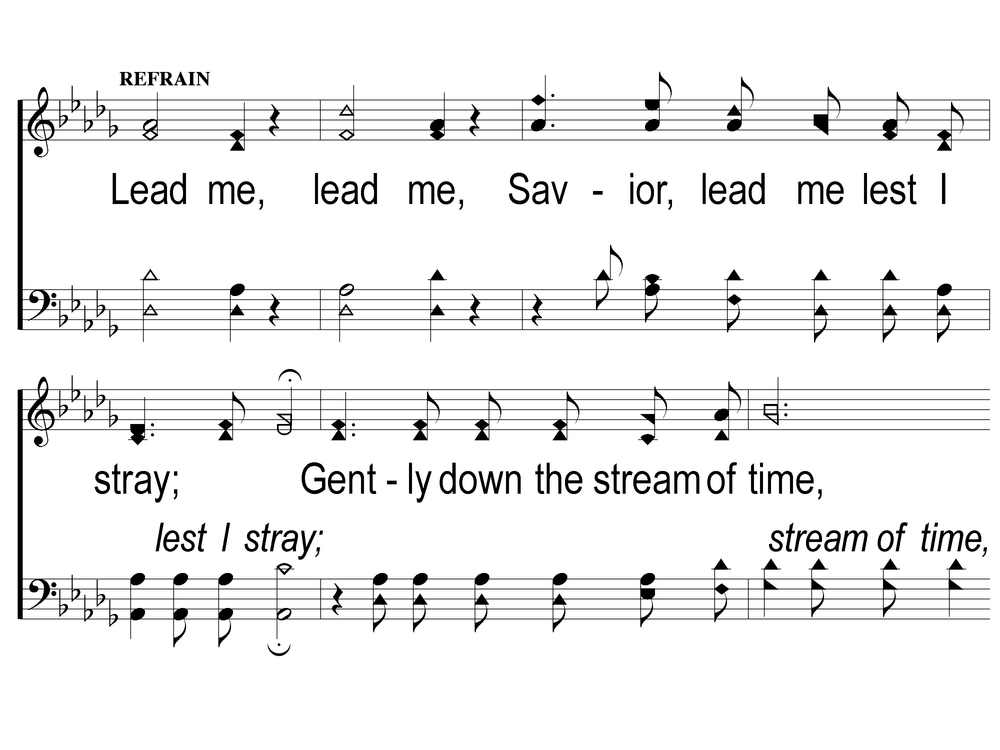 REFRAIN
Lead me, lead me, Sav - ior, lead me lest I
stray; Gent - ly down the stream of time,
lest I stray; stream of time,